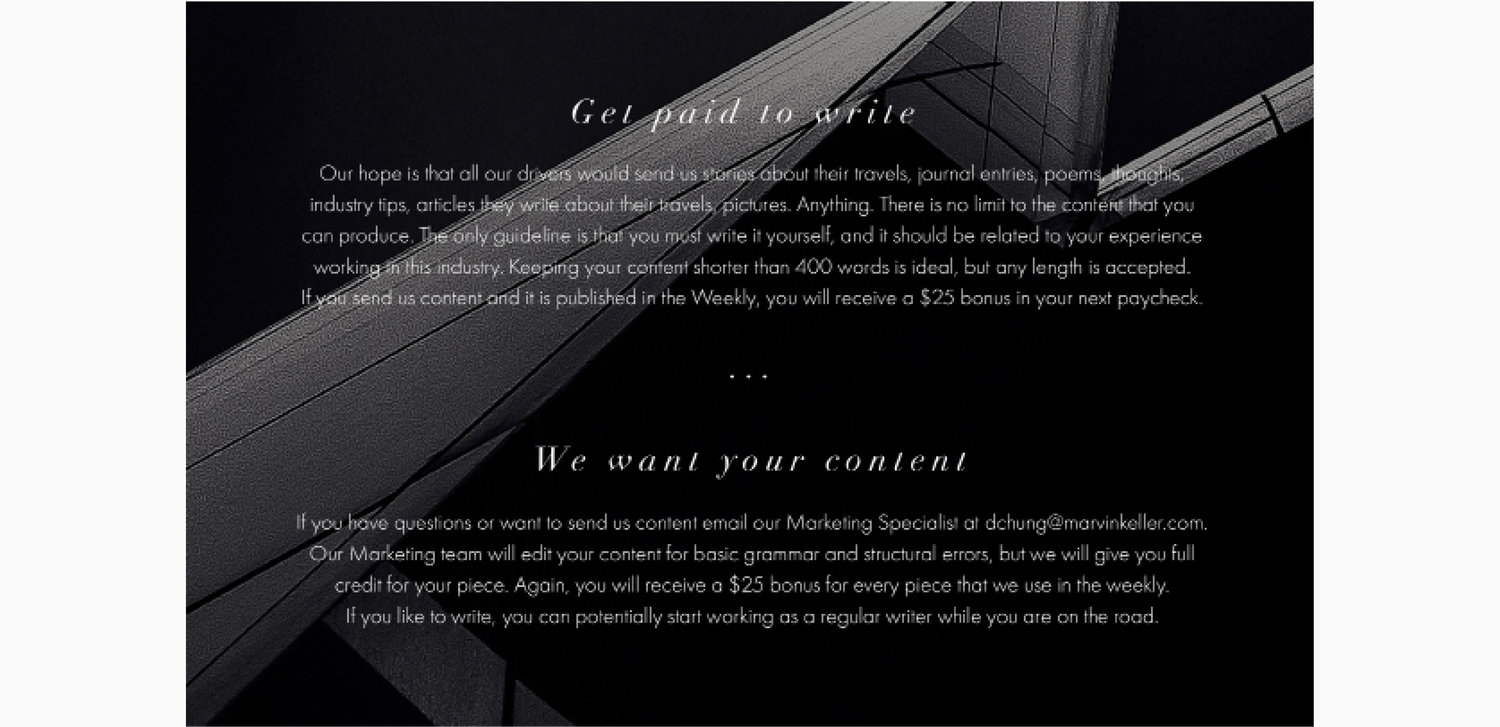 Get paid to write
Our hope is that all our drivers would send us stories about their travels, journal entries, poems, thoughts,
industry tips, articles they write about their travels, pictures. Anything. There is no limit to the content that you
can produce. The only guideline is that you must write it yourself, and it should be related to your experience
working in this industry. Keeping your content shorter than 400 words is ideal, but any length is accepted.
If you send us content and it is published in the Weekly, you will receive a $25 bonus in your next paycheck.
...
We want your content
If you have questions or want to send us content email our Marketing Specialist at dchung@marvinkeller.com.
Our Marketing team will edit your content for basic grammar and structural errors, but we will give you full
credit for your piece. Again, you will receive a $25 bonus for every piece that we use in the weekly.
If you like to write, you can potentially start working as a regular writer while you are on the road.